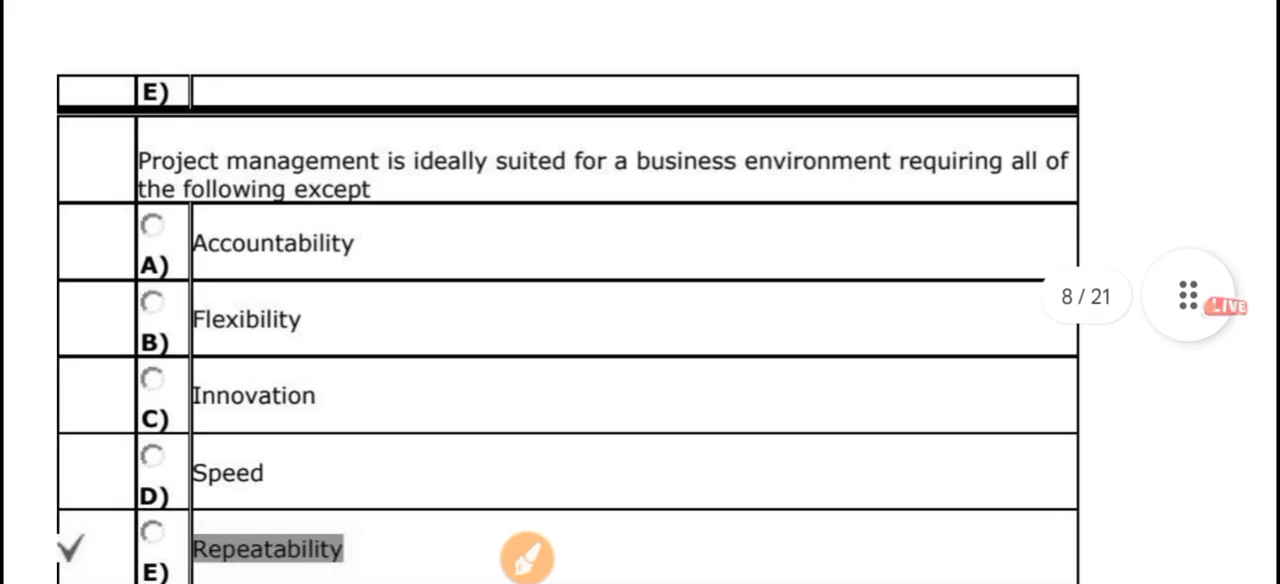 E)
Project management is ideally suited for a business environment requiring all of
the following except
Accountability
A)
Flexibility
B)
8 / 21
LIVE
Innovation
C)
Speed
D)
Repeatability
E)